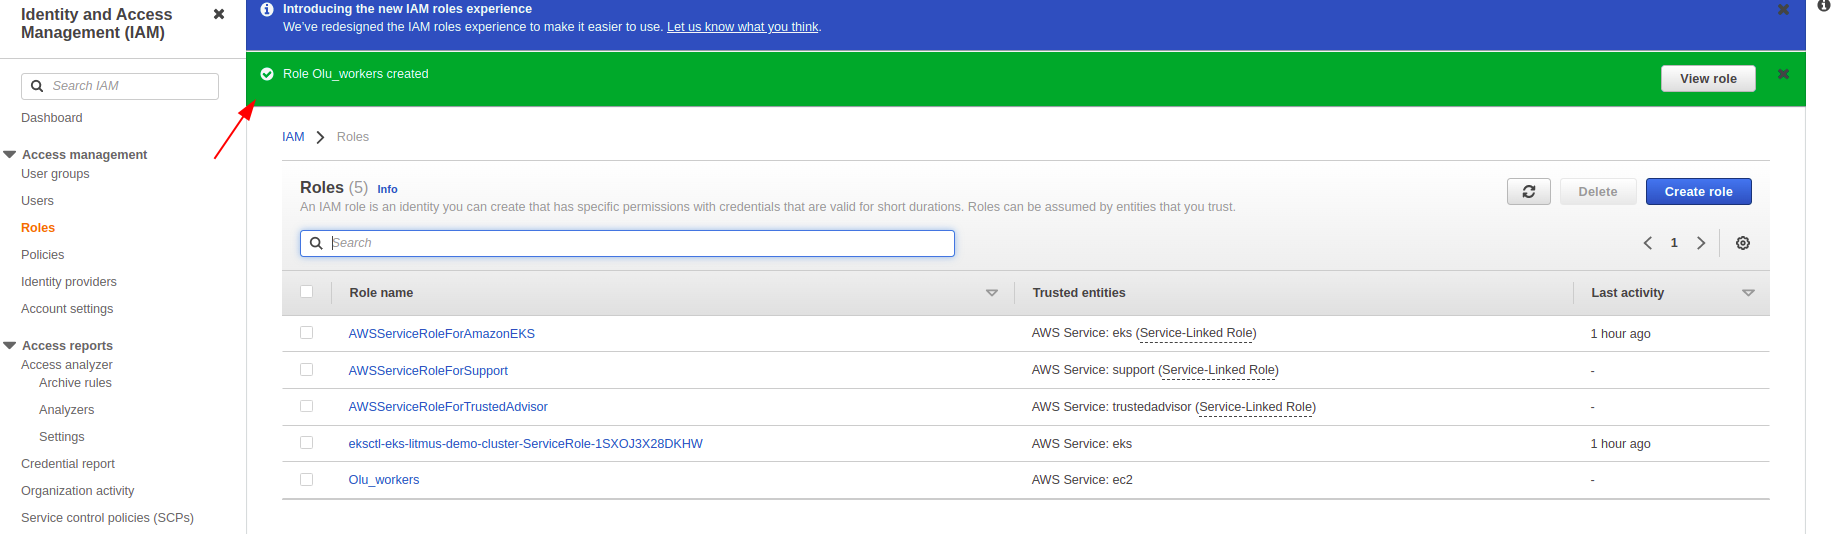 Identity and Access
Management (IAM)
Search IAM
Dashboard
Access management
User groups
Users
Roles
Policies
Identity providers
Account settings
Access reports
Access analyzer
Archive rules
Analyzers
Settings
Credential report
Organization activity
Service control policies (SCPs)
Introducing the new IAM roles experience
We've redesigned the IAM roles experience to make it easier to use. Let us know what you think.
Role Olu_workers created
View role
IAM Roles
Roles (5) Info
Delete
Create role
An IAM role is an identity you can create that has specific permissions with credentials that are valid for short durations. Roles can be assumed by entities that you trust.
Search
1
Role name Trusted entities Last activity
AWSServiceRoleForAmazonEKS AWS Service: eks (Service-Linked Role) 1 hour ago
AWSServiceRoleForSupport AWS Service: support (Service-Linked Role) -
AWSServiceRoleForTrustedAdvisor AWS Service: trustedadvisor (Service-Linked Role) -
eksctl-eks-litmus-demo-cluster-ServiceRole-1SXOJ3X28DKHW AWS Service: eks 1 hour ago
Olu_workers AWS Service: ec2 -